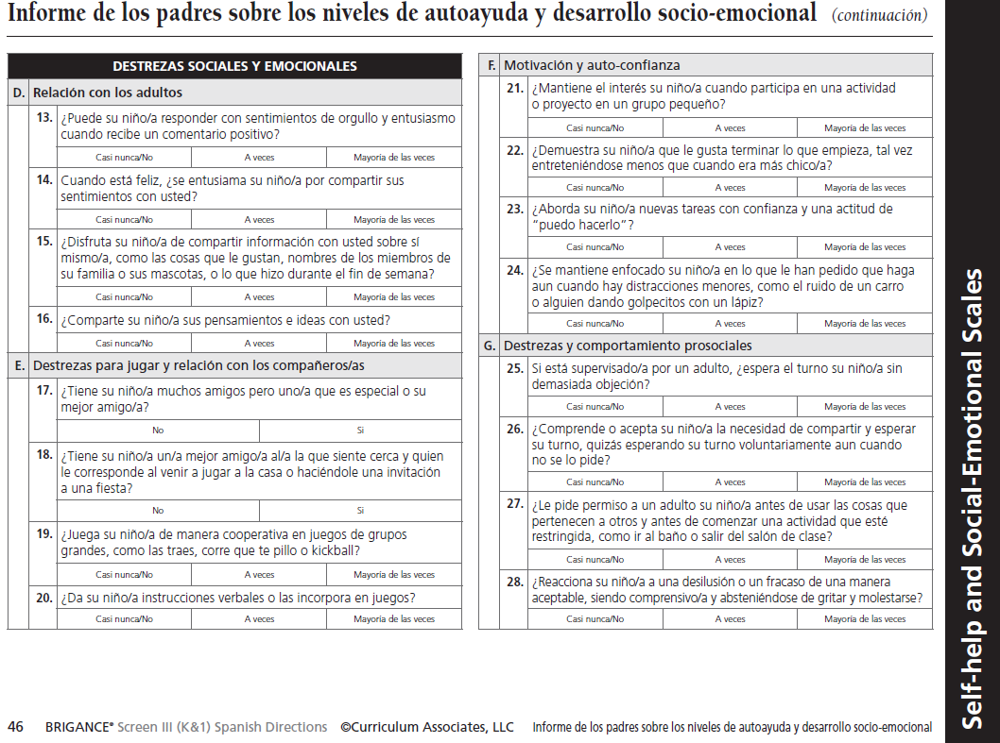 Informe de los padres sobre los niveles de autoayuda y desarrollo socio-emocional (continuación)
DESTREZAS SOCIALES Y EMOCIONALES
D. Relación con los adultos
13. ¿Puede su niño/a responder con sentimientos de orgullo y entusiasmo
cuando recibe un comentario positivo?
Casi nunca/No A veces Mayoría de las veces
14. Cuando está feliz, ¿se entusiama su niño/a por compartir sus
sentimientos con usted?
Casi nunca/No A veces Mayoría de las veces
15. ¿Disfruta su niño/a de compartir información con usted sobre sí
mismo/a, como las cosas que le gustan, nombres de los miembros de
su familia o sus mascotas, o lo que hizo durante el fin de semana?
Casi nunca/No A veces Mayoría de las veces
16. ¿Comparte su niño/a sus pensamientos e ideas con usted?
Casi nunca/No A veces Mayoría de las veces
E. Destrezas para jugar y relación con los compañeros/as
17. ¿Tiene su niño/a muchos amigos pero uno/a que es especial o su
mejor amigo/a?
No Si
18. ¿Tiene su niño/a un/a mejor amigo/a al/a la que siente cerca y quien
le corresponde al venir a jugar a la casa o haciéndole una invitación
a una fiesta?
No Si
19. ¿Juega su niño/a de manera cooperativa en juegos de grupos
grandes, como las traes, corre que te pillo o kickball?
Casi nunca/No A veces Mayoría de las veces
20. ¿Da su niño/a instrucciones verbales o las incorpora en juegos?
Casi nunca/No A veces Mayoría de las veces
F. Motivación y auto-confianza
21. ¿Mantiene el interés su niño/a cuando participa en una actividad
o proyecto en un grupo pequeño?
Casi nunca/No A veces Mayoría de las veces
22. ¿Demuestra su niño/a que le gusta terminar lo que empieza, tal vez
entreteniéndose menos que cuando era más chico/a?
Casi nunca/No A veces Mayoría de las veces
23. ¿Aborda su niño/a nuevas tareas con confianza y una actitud de
“puedo hacerlo”?
Casi nunca/No A veces Mayoría de las veces
24. ¿Se mantiene enfocado su niño/a en lo que le han pedido que haga
aun cuando hay distracciones menores, como el ruido de un carro
o alguien dando golpecitos con un lápiz?
Casi nunca/No A veces Mayoría de las veces
G. Destrezas y comportamiento prosociales
25. Si está supervisado/a por un adulto, ¿espera el turno su niño/a sin
demasiada objeción?
Casi nunca/No A veces Mayoría de las veces
26. ¿Comprende o acepta su niño/a la necesidad de compartir y esperar
su turno, quizás esperando su turno voluntariamente aun cuando
no se lo pide?
Casi nunca/No A veces Mayoría de las veces
27. ¿Le pide permiso a un adulto su niño/a antes de usar las cosas que
pertenecen a otros y antes de comenzar una actividad que esté
restringida, como ir al baño o salir del salón de clase?
Casi nunca/No A veces Mayoría de las veces
28. ¿Reacciona su niño/a a una desilusión o un fracaso de una manera
aceptable, siendo comprensivo/a y absteniéndose de gritar y molestarse?
Casi nunca/No A veces Mayoría de las veces
46 BRIGANCE® Screen III (K&1) Spanish Directions ©Curriculum Associates, LLC Informe de los padres sobre los niveles de autoayuda y desarrollo socio-emocional
Self-help and Social-Emotional Scales